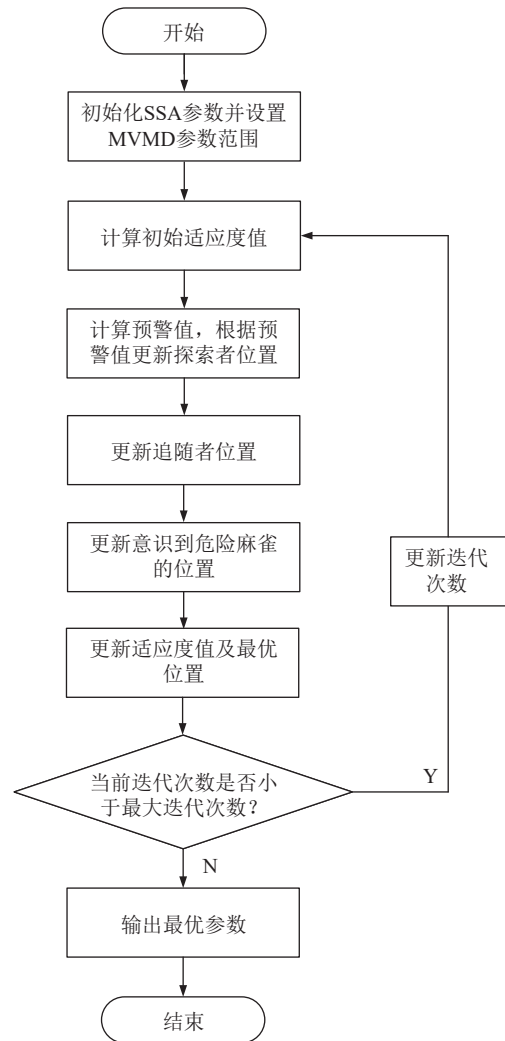 开始
初始化SSA参数并设置
MVMD参数范围
计算初始适应度值
计算预警值，根据预
警值更新探索者位置
更新追随者位置
更新意识到危险麻雀
的位置
更新迭代
次数
更新适应度值及最优
位置
当前迭代次数是否小
于最大迭代次数？
Y
N
输出最优参数
结束